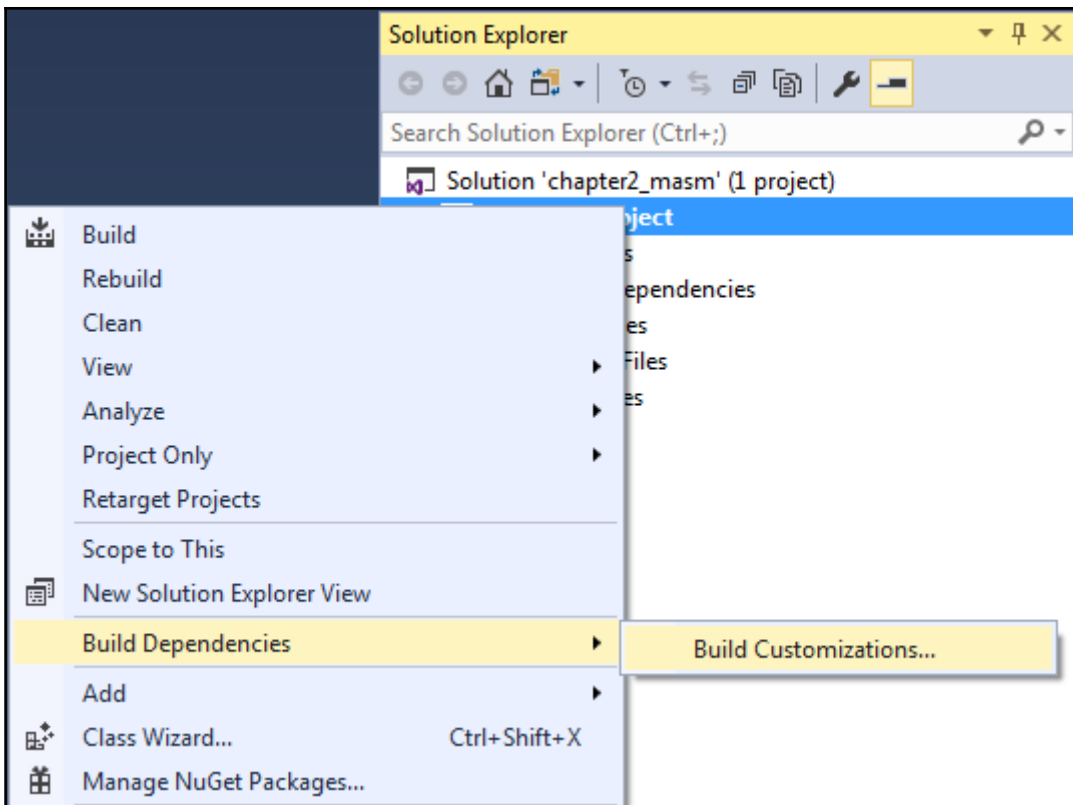 Solution Explorer
Search Solution Explorer (Ctrl+;)
Solution 'chapter2_masm' (1 project)
Build
Rebuild
Clean
View
Analyze
Project Only
Retarget Projects
Scope to This
New Solution Explorer View
Build Dependencies
Build Customizations...
Add
Class Wizard... Ctrl+Shift+X
Manage NuGet Packages...
ject
s
ependencies
es
Files
es